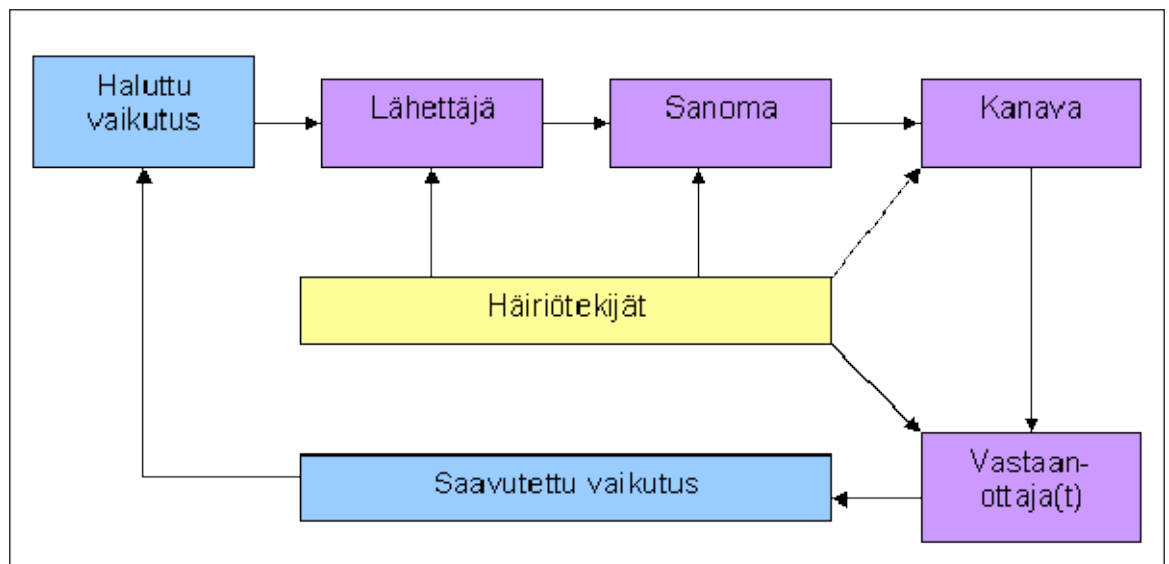 Haluttu
vaikutus
Lähettäjä
Sanoma
Kanava
Häiriötekijät
Saavutettu vaikutus
Vastaan-
ottaja(t)